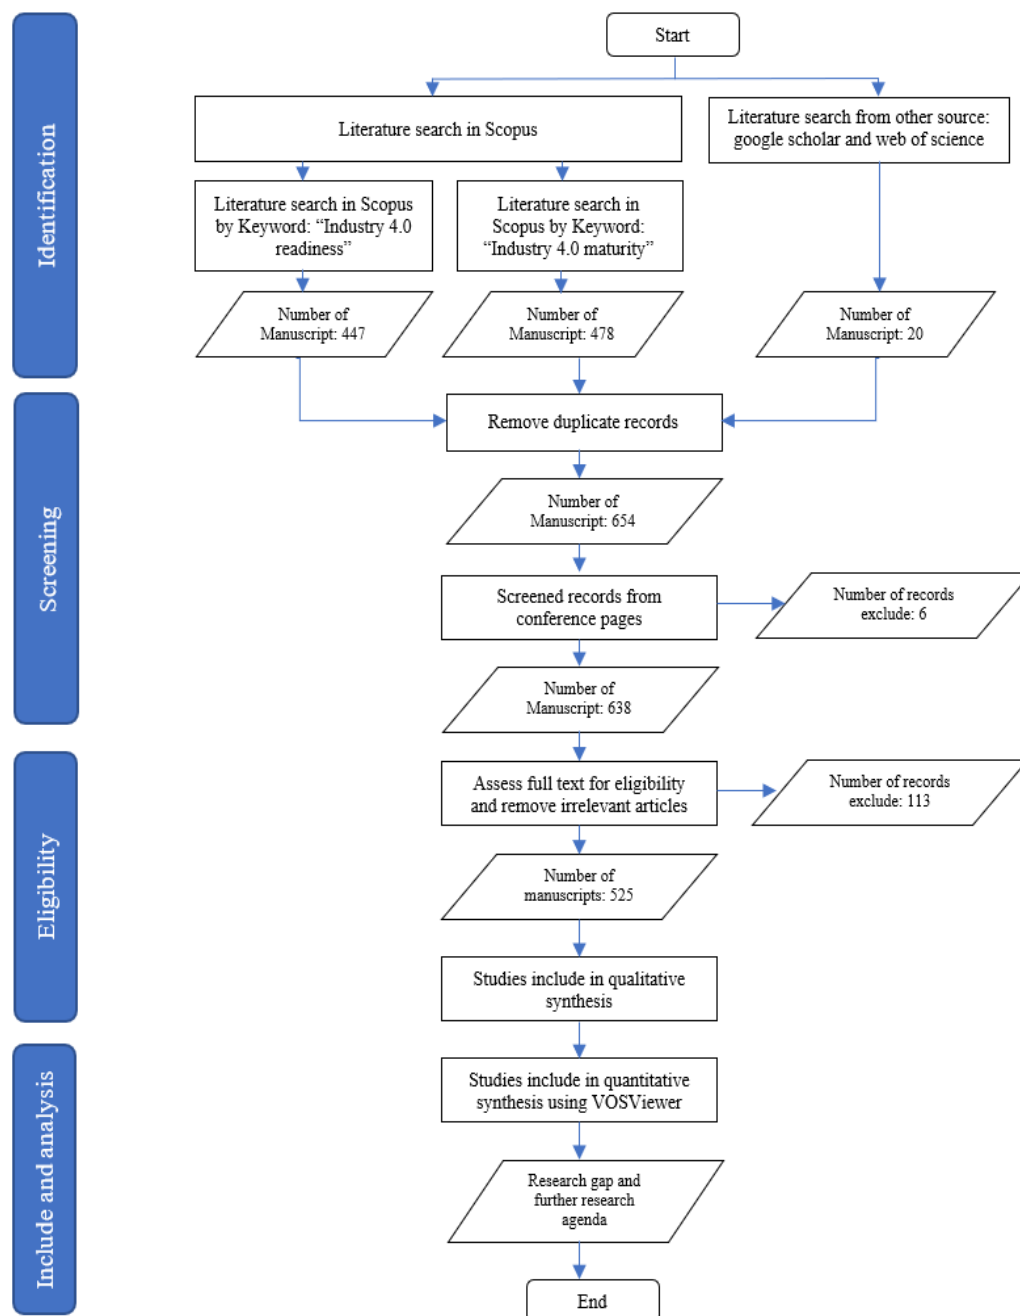 Identification
Start
Literature search in Scopus
Literature search from other source:
google scholar and web of science
Literature search in Scopus
by Keyword: “Industry 4.0
readiness”
Literature search in
Scopus by Keyword:
“Industry 4.0 maturity”
Number of
Manuscript: 447
Number of
Manuscript: 478
Number of
Manuscript: 20
Screening
Remove duplicate records
Number of
Manuscript: 654
Screened records from
conference pages
Number of records
exclude: 6
Number of
Manuscript: 638
Eligibility
Assess full text for eligibility
and remove irrelevant articles
Number of records
exclude: 113
Number of
manuscripts: 525
Studies include in qualitative
synthesis
Include and analysis
Studies include in quantitative
synthesis using VOSViewer
Research gap and
further research
agenda
End